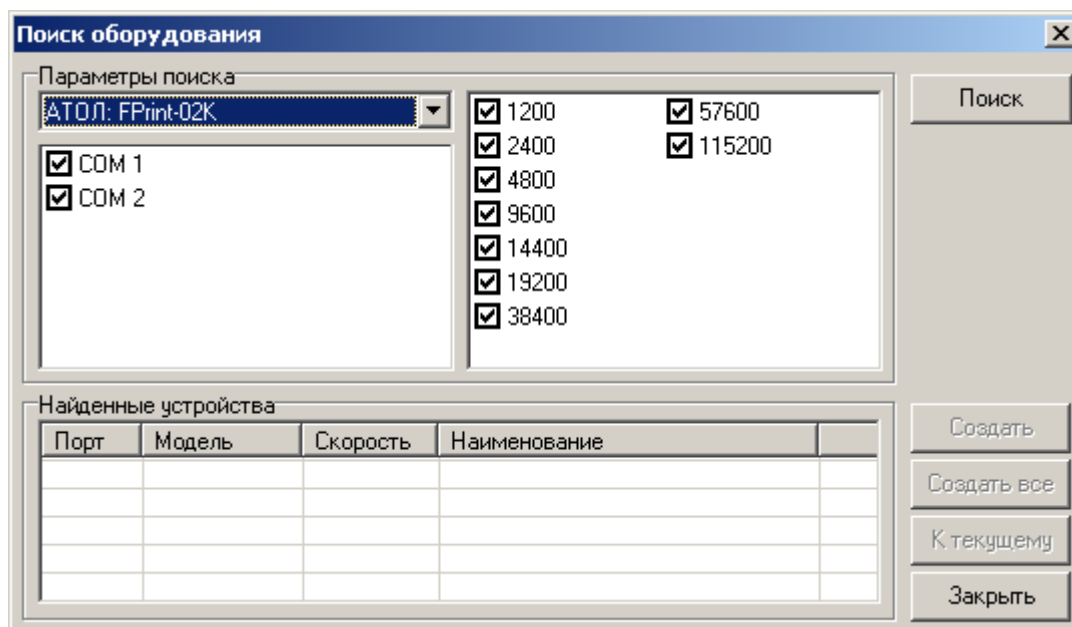 Поиск оборудования
Параметры поиска
АТОЛ: FPrint-02K
COM 1
COM 2
1200
2400
4800
9600
14400
19200
38400
57600
115200
Поиск
Найденные устройства
Порт Модель Скорость Наименование
Создать
Создать все
К текущему
Закрыть